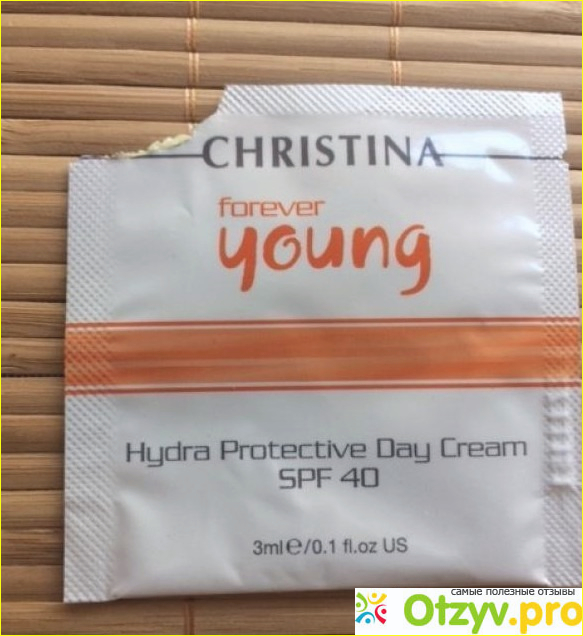 CHRISTINA
forever
young
Hydra Protective Day Cream
SPF 40
3ml℮/0.1 fl.oz US
самые полезные отзывы
Otzyv.pro